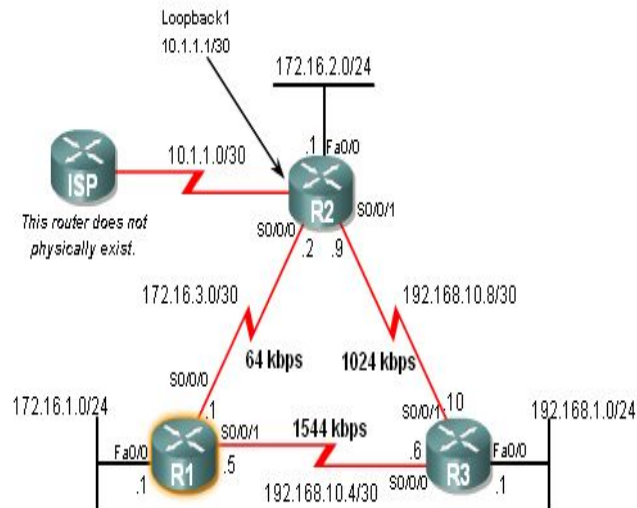 Loopback1
10.1.1.1/30
172.16.2.0/24
.1
Fa0/0
10.1.1.0/30
ISP
R2
This router does not
physically exist.
S0/0/0
S0/0/1
.2
.9
172.16.3.0/30
192.168.10.8/30
64 kbps
1024 kbps
S0/0/0
.1
172.16.1.0/24
S0/0/1
.10
192.168.1.0/24
1544 kbps
S0/0/1
Fa0/0
R1
.5
.6
R3
Fa0/0
.1
S0/0/0
.1
192.168.10.4/30